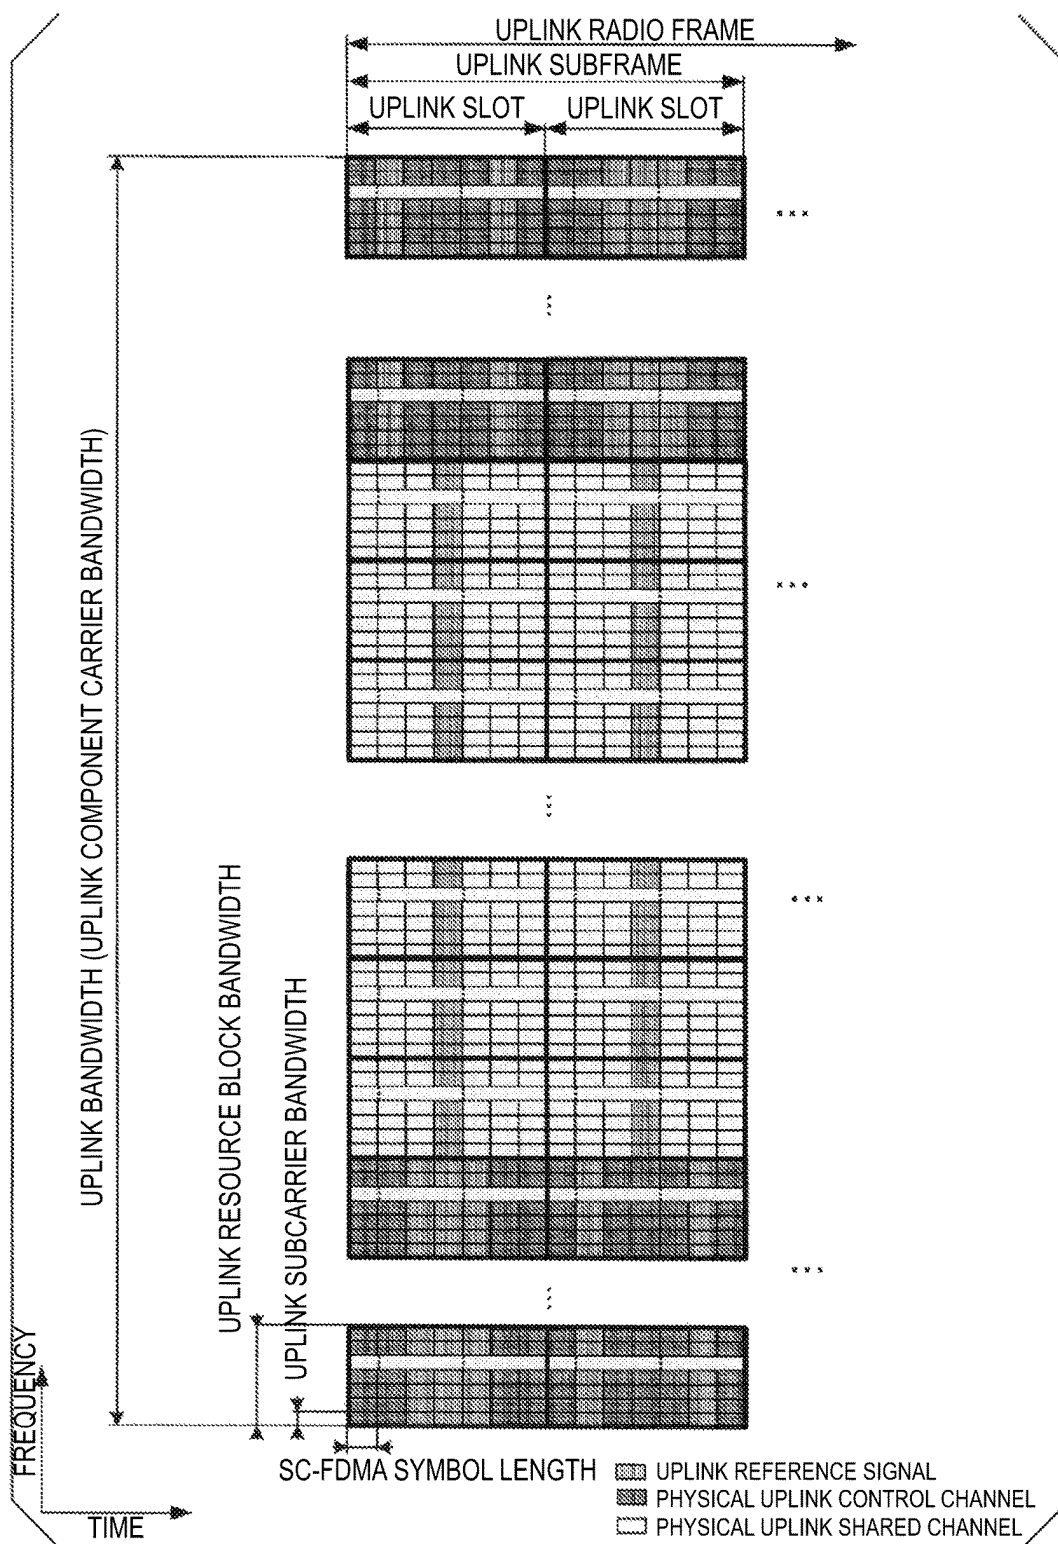 UPLINK RADIO FRAME
UPLINK SUBFRAME
UPLINK SLOT
UPLINK SLOT
UPLINK BANDWIDTH (UPLINK COMPONENT CARRIER BANDWIDTH)
UPLINK RESOURCE BLOCK BANDWIDTH
UPLINK SUBCARRIER BANDWIDTH
FREQUENCY
TIME
SC-FDMA SYMBOL LENGTH
UPLINK REFERENCE SIGNAL
PHYSICAL UPLINK CONTROL CHANNEL
PHYSICAL UPLINK SHARED CHANNEL